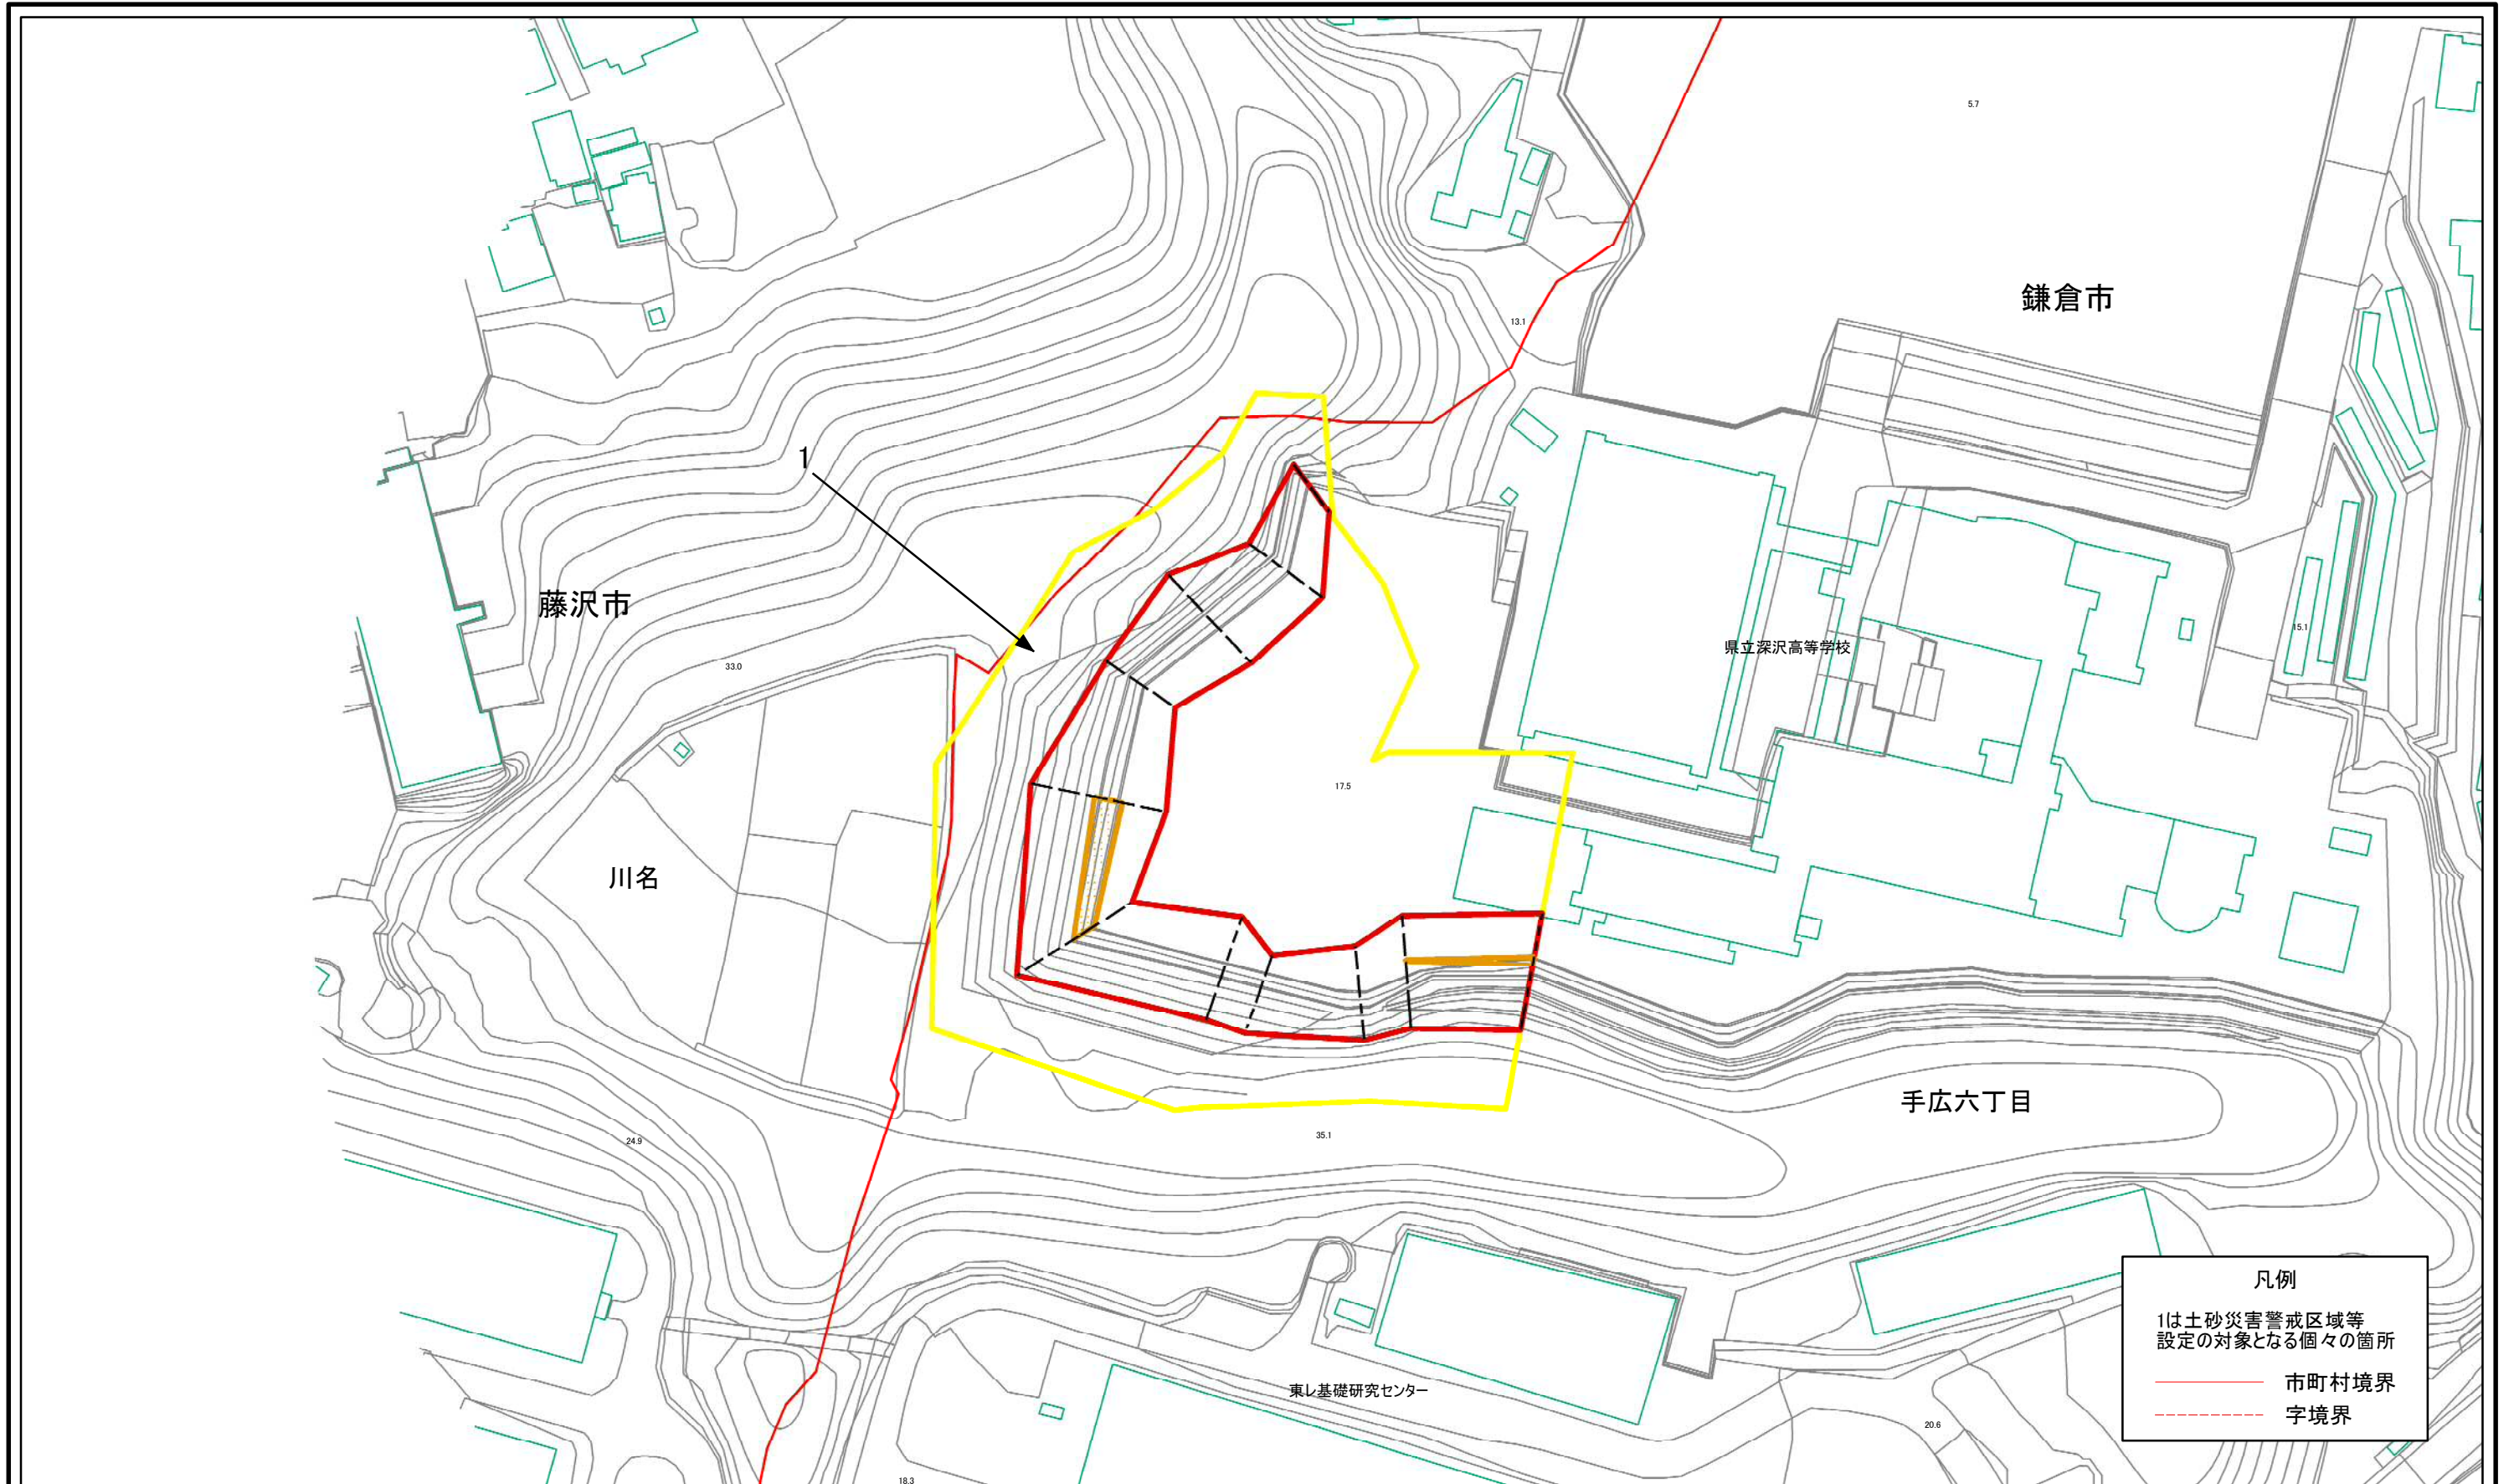 5.7
鎌倉市
13.1
1
藤沢市
15.1
県立深沢高等学校
33.0
17.5
川名
手広六丁目
35.1
24.9
凡例
1は土砂災害警戒区域等
設定の対象となる個々の箇所
市町村境界
字境界
東レ基礎研究センター
20.6
18.3